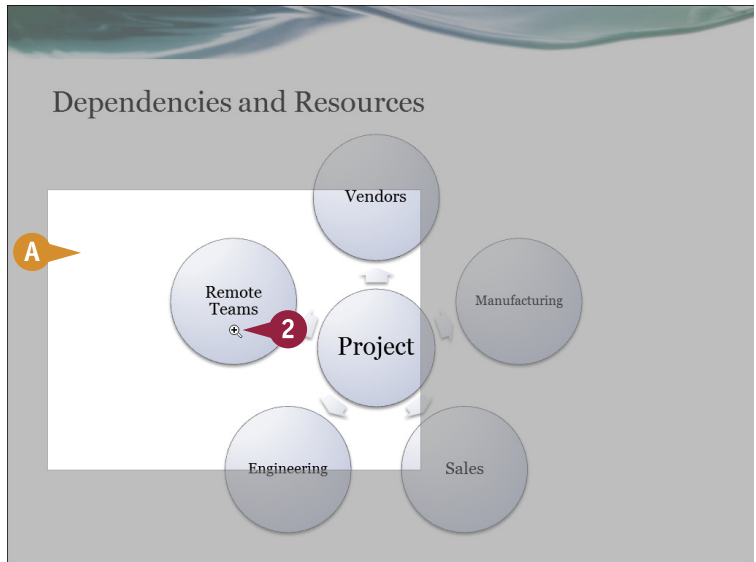 Dependencies and Resources
Vendors
A
Remote
Teams
Manufacturing
2
Project
Engineering
Sales